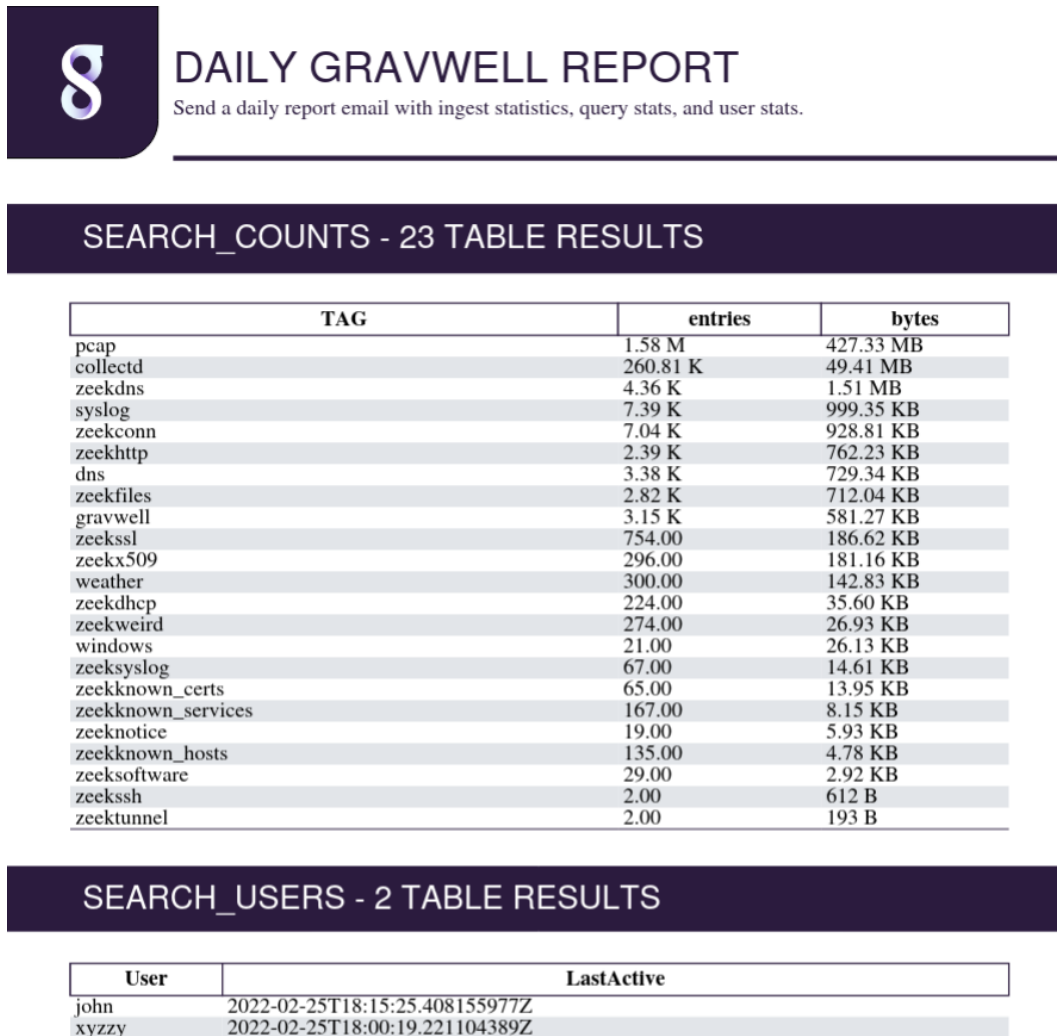 g
DAILY GRAVWELL REPORT
Send a daily report email with ingest statistics, query stats, and user stats.
SEARCH_COUNTS - 23 TABLE RESULTS
TAG entries bytes
pcap 1.58 M 427.33 MB
collectd 260.81 K 49.41 MB
zeekdns 4.36 K 1.51 MB
syslog 7.39 K 999.35 KB
zeekconn 7.04 K 928.81 KB
zeekhttp 2.39 K 762.23 KB
dns 3.38 K 729.34 KB
zeekfiles 2.82 K 712.04 KB
gravwell 3.15 K 581.27 KB
zeekssl 754.00 186.62 KB
zeekx509 296.00 181.16 KB
weather 300.00 142.83 KB
zeekdhcp 224.00 35.60 KB
zeekweird 274.00 26.93 KB
windows 21.00 26.13 KB
zeeksyslog 67.00 14.61 KB
zeekknown_certs 65.00 13.95 KB
zeekknown_services 167.00 8.15 KB
zeeknotice 19.00 5.93 KB
zeekknown_hosts 135.00 4.78 KB
zeeksoftware 29.00 2.92 KB
zeekssh 2.00 612 B
zeektunnel 2.00 193 B
SEARCH_USERS - 2 TABLE RESULTS
User LastActive
john 2022-02-25T18:15:25.408155977Z
xyzzy 2022-02-25T18:00:19.221104389Z